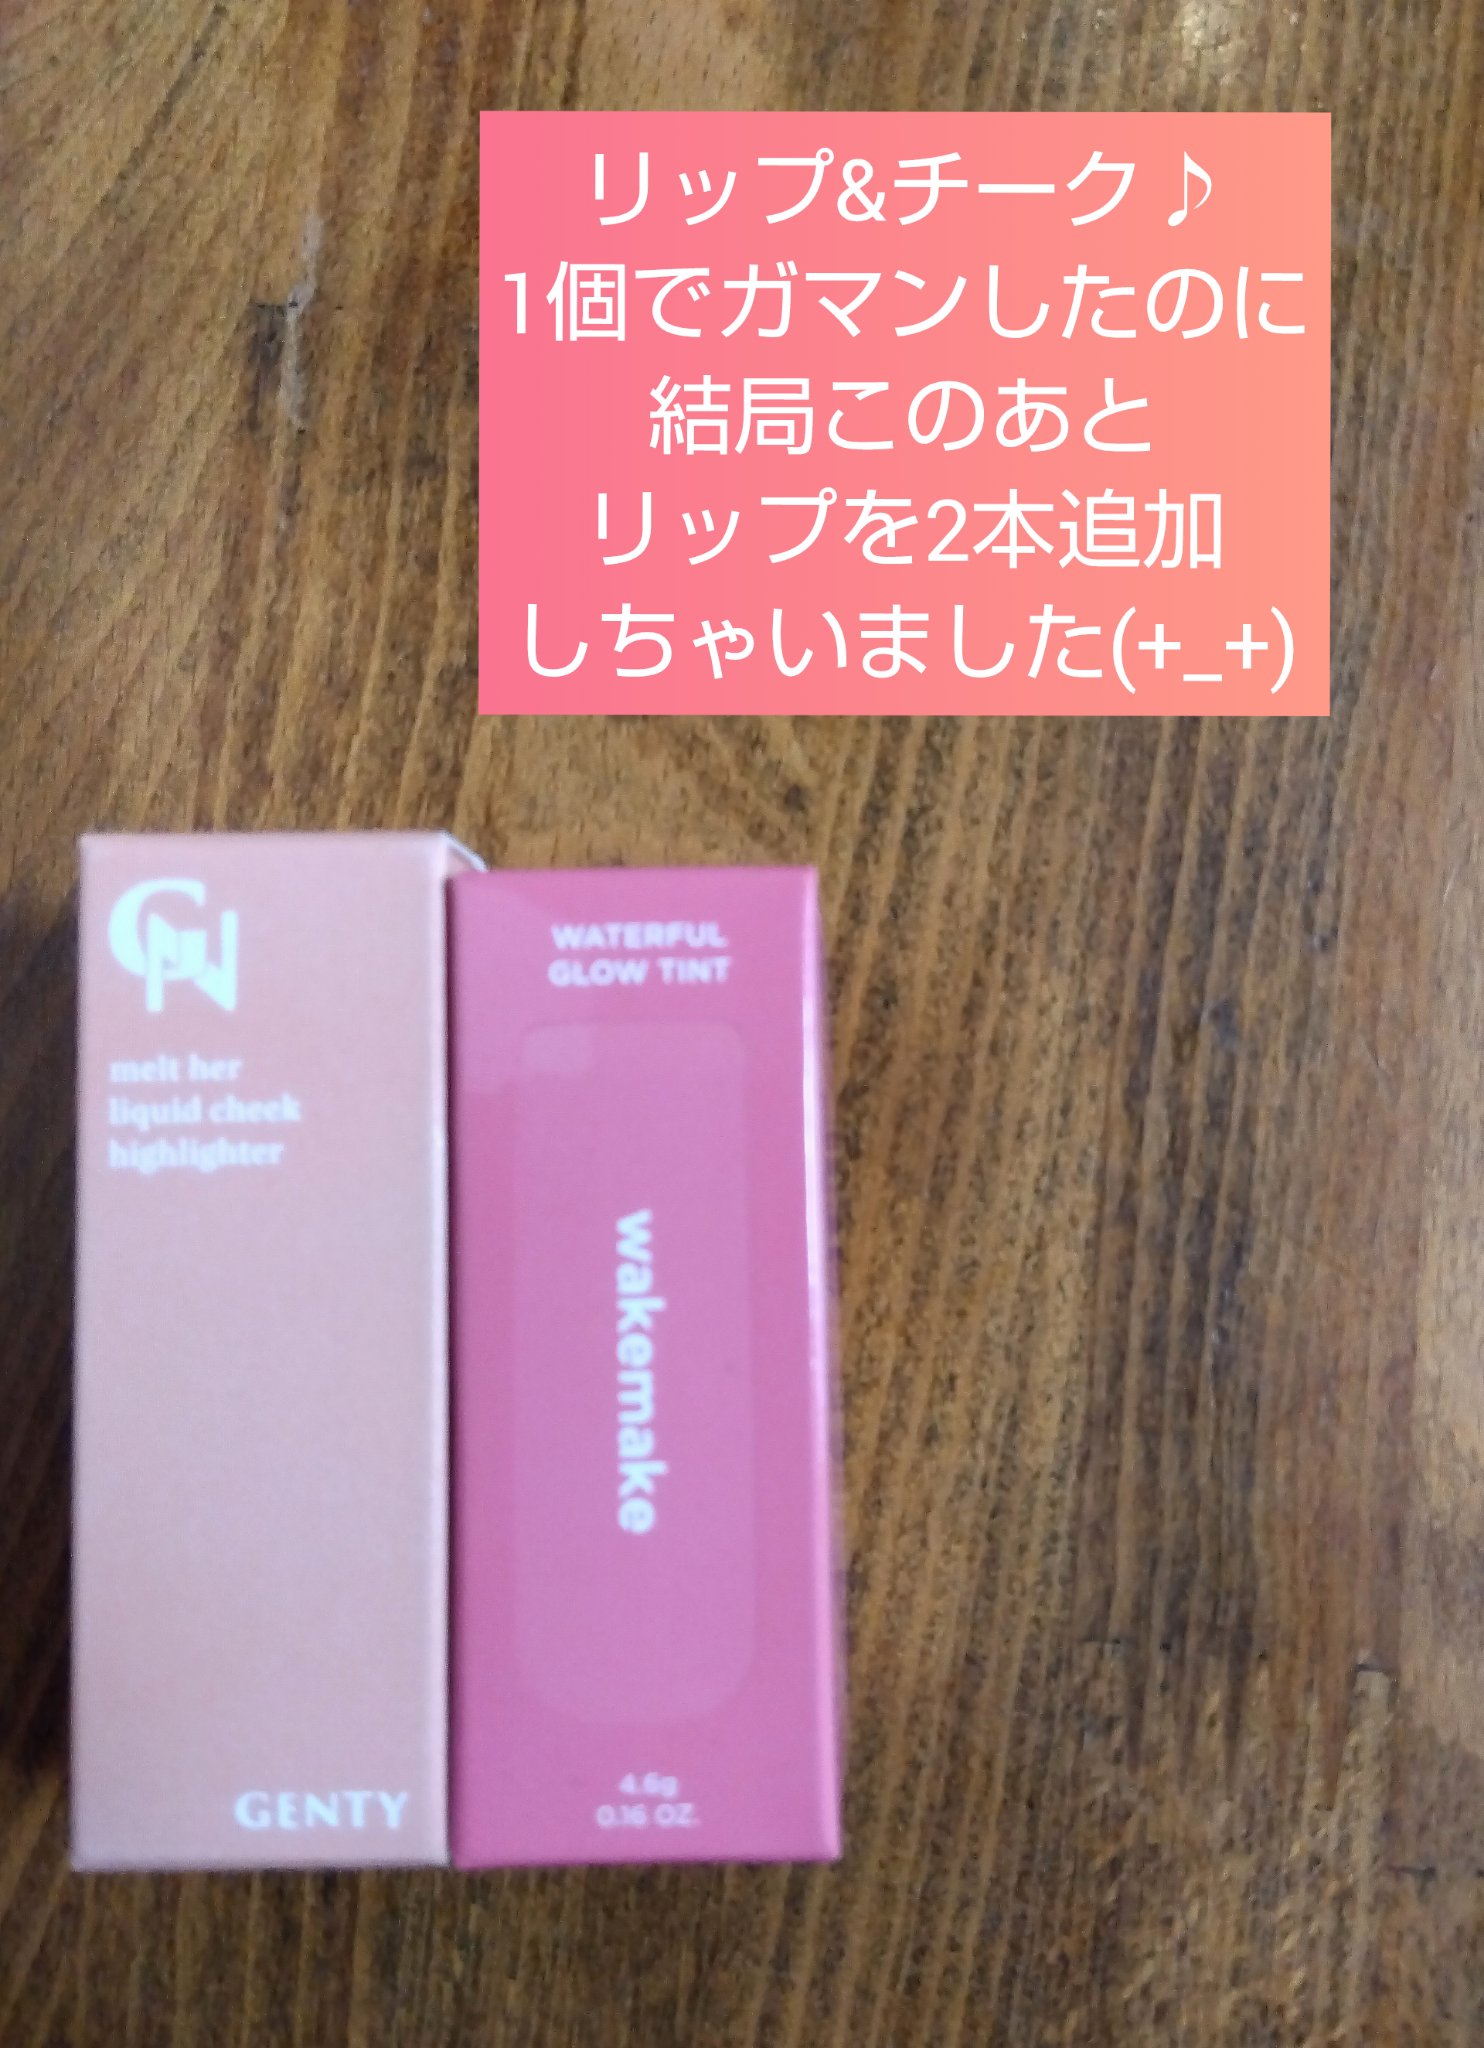 リップ&チーク♪
1個でガマンしたのに
結局このあと
リップを2本追加
しちゃいました(+_+)
GN
melt her
liquid cheek
highlighter
GENTY
WATERFUL
GLOW TINT
wakemake
4.6g
0.16 OZ.